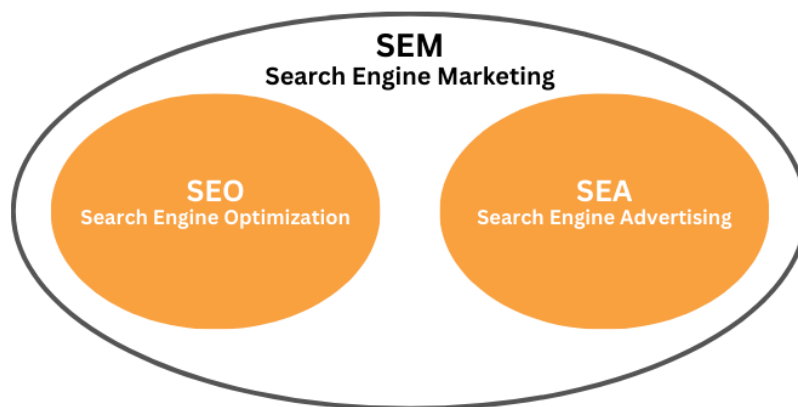 SEM
Search Engine Marketing
SEO
Search Engine Optimization
SEA
Search Engine Advertising